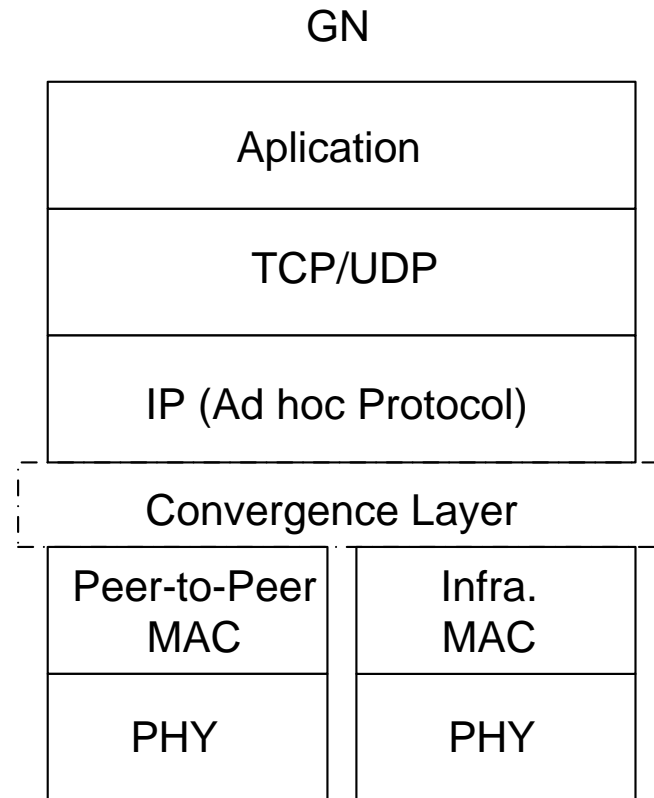 GN
Aplication
TCP/UDP
IP (Ad hoc Protocol)
Convergence Layer
Peer-to-Peer
MAC
Infra.
MAC
PHY
PHY